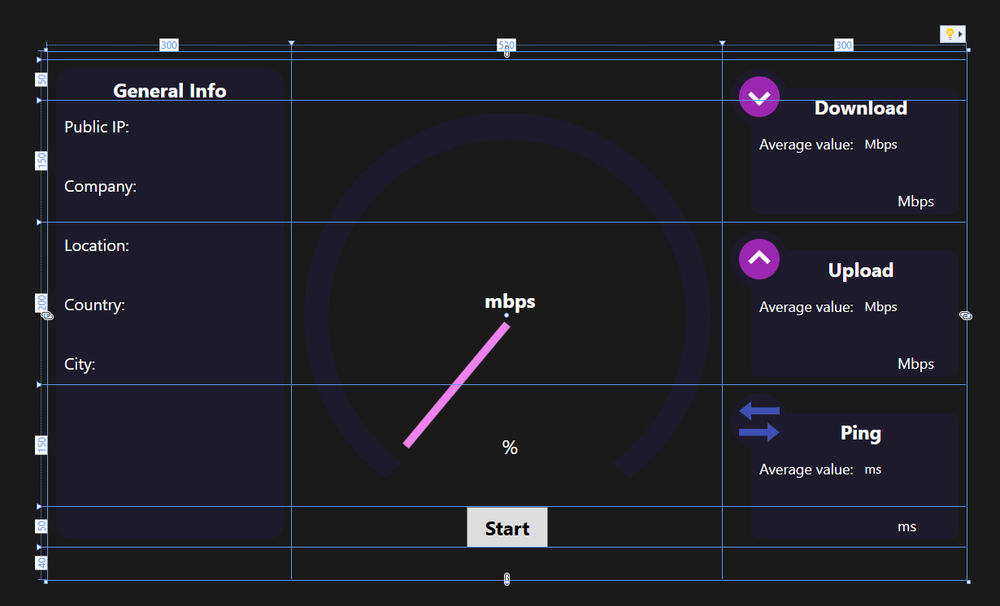 300
530
300
50
150
200
150
50
40
General Info
Public IP:
Company:
Location:
Country:
City:
mbps
%
Start
Download
Average value: Mbps
Mbps
Upload
Average value: Mbps
Mbps
Ping
Average value: ms
ms